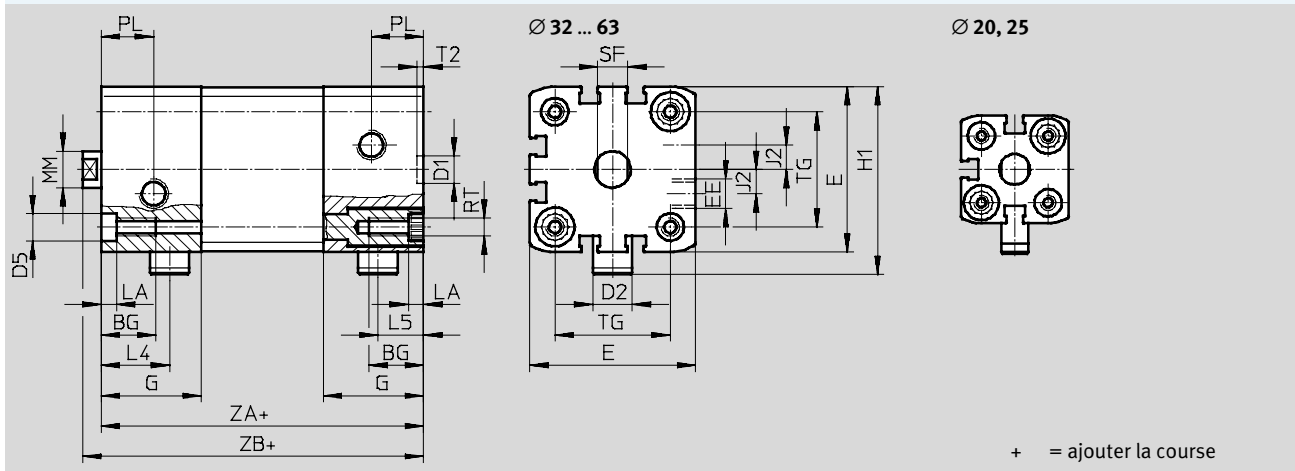 PL
PL
T2
MM
D1
RT
D5
LA
LA
BG
L5
L4
BG
G
G
ZA+
ZB+
Ø 32 ... 63
SF
J2
J2
EE
TG
E
H1
D2
TG
E
Ø 20, 25
+ = ajouter la course